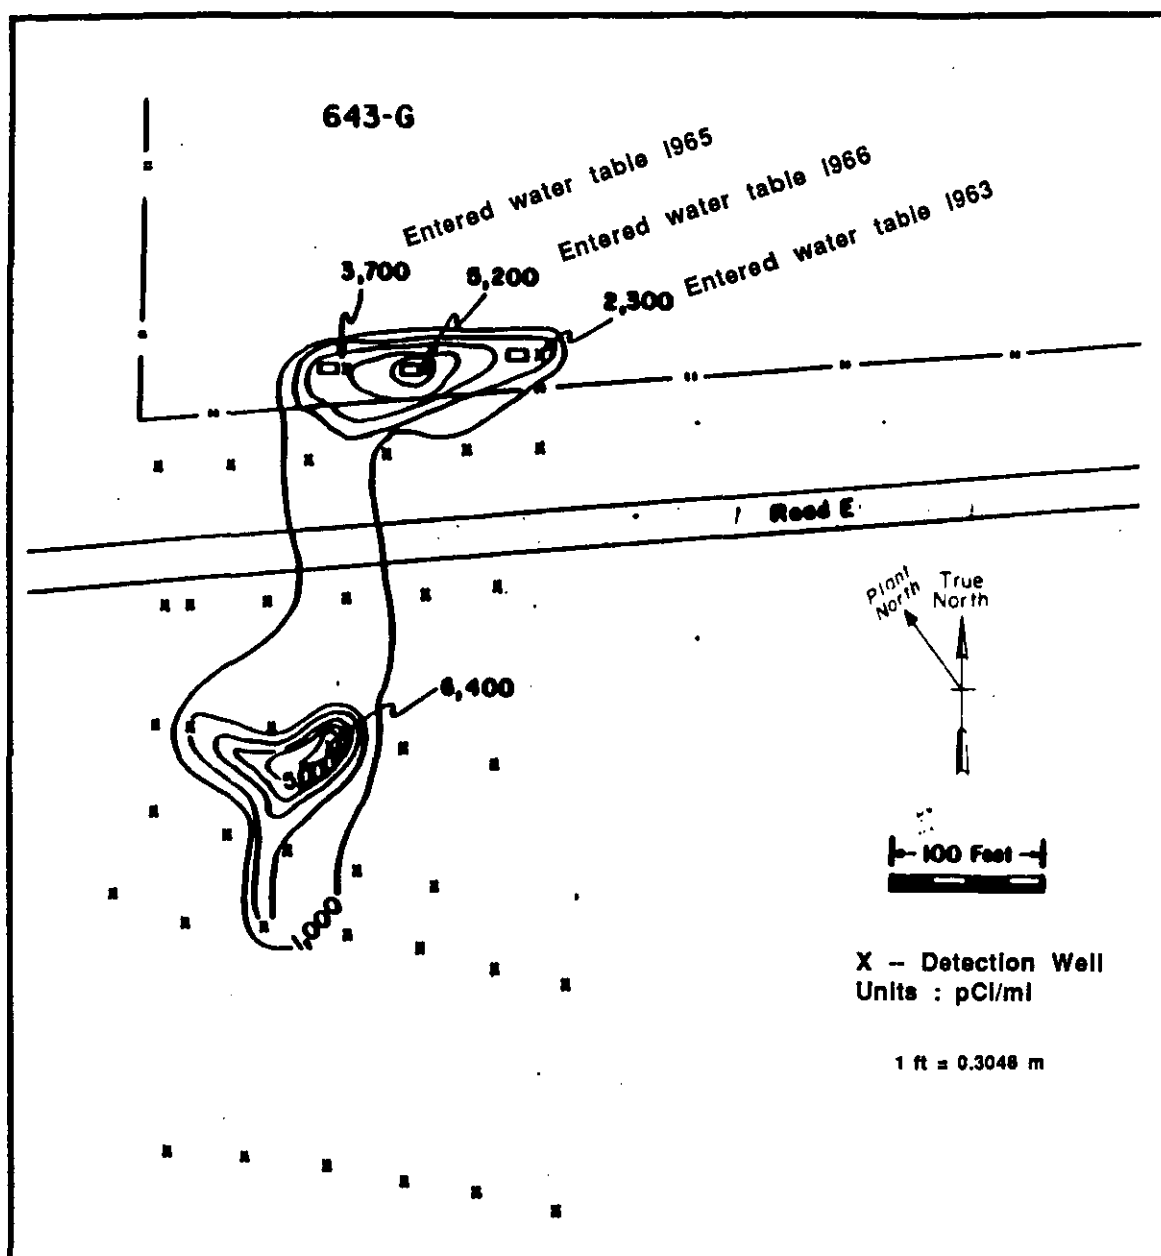 643-G
Entered water table 1965
Entered water table 1966
Entered water table 1963
3,700
5,200
2,300
Road E
Plant
North
True
North
6,400
1,000
100 Feet
X – Detection Well
Units : pCi/ml
1 ft = 0.3048 m